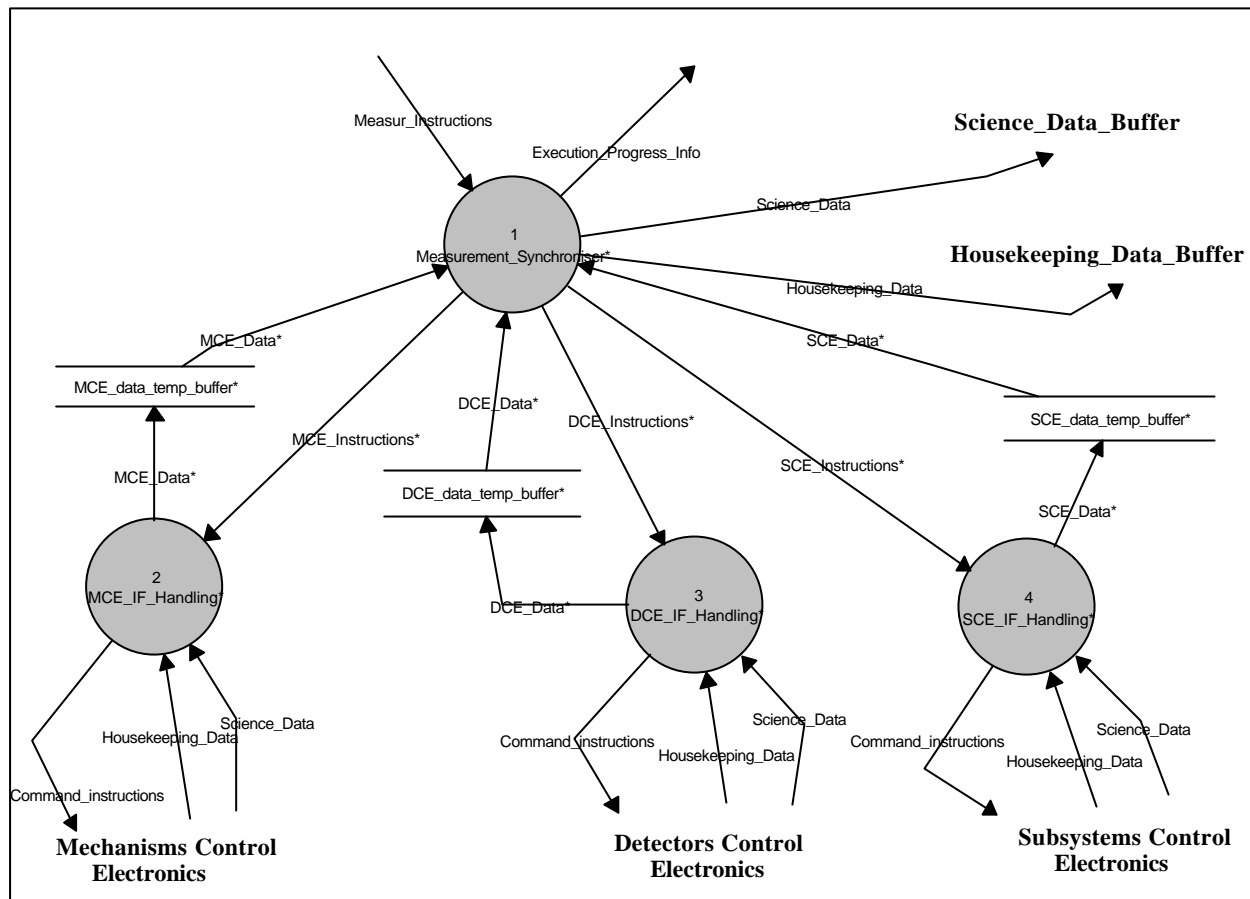 Measur_Instructions
Science_Data_Buffer
Execution_Progress_Info
Science_Data
1
Measurement_Synchroniser*
Housekeeping_Data_Buffer
Housekeeping_Data
MCE_Data*
SCE_Data*
MCE_data_temp_buffer*
DCE_Data*
DCE_Instructions*
SCE_data_temp_buffer*
MCE_Instructions*
SCE_Instructions*
MCE_Data*
DCE_data_temp_buffer*
SCE_Data*
2
MCE_IF_Handling*
DCE_Data*
3
DCE_IF_Handling*
4
SCE_IF_Handling*
Science_Data
Housekeeping_Data
Command_instructions
Science_Data
Command_instructions
Housekeeping_Data
Science_Data
Command_instructions
Housekeeping_Data
Mechanisms Control
Electronics
Detectors Control
Electronics
Subsystems Control
Electronics